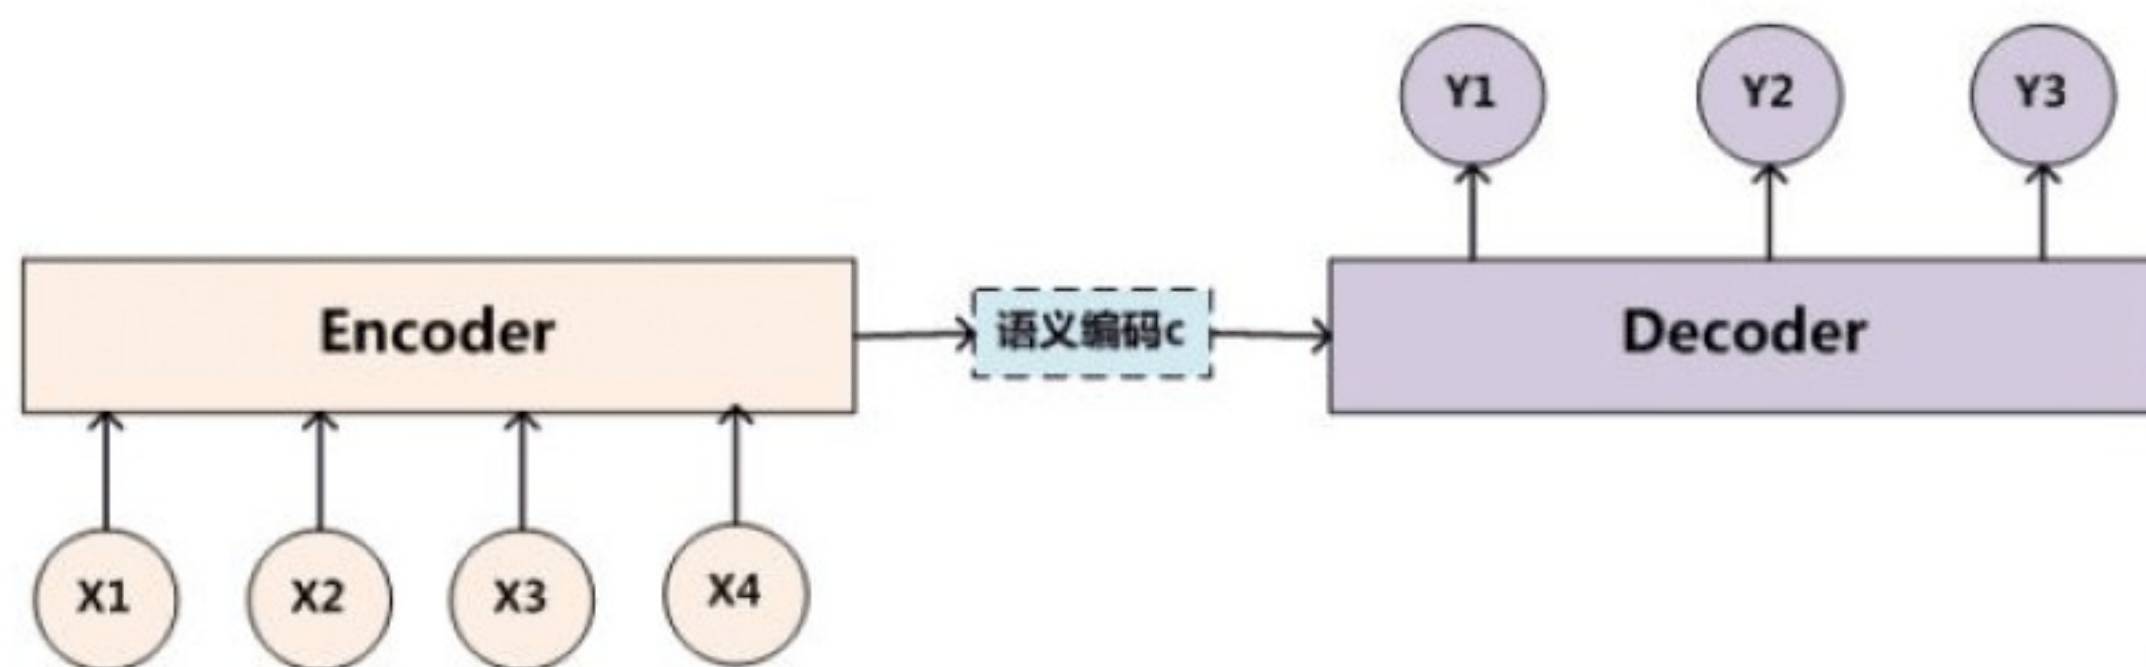 Y1 Y2 Y3
Encoder 语义编码c Decoder
X1 X2 X3 X4